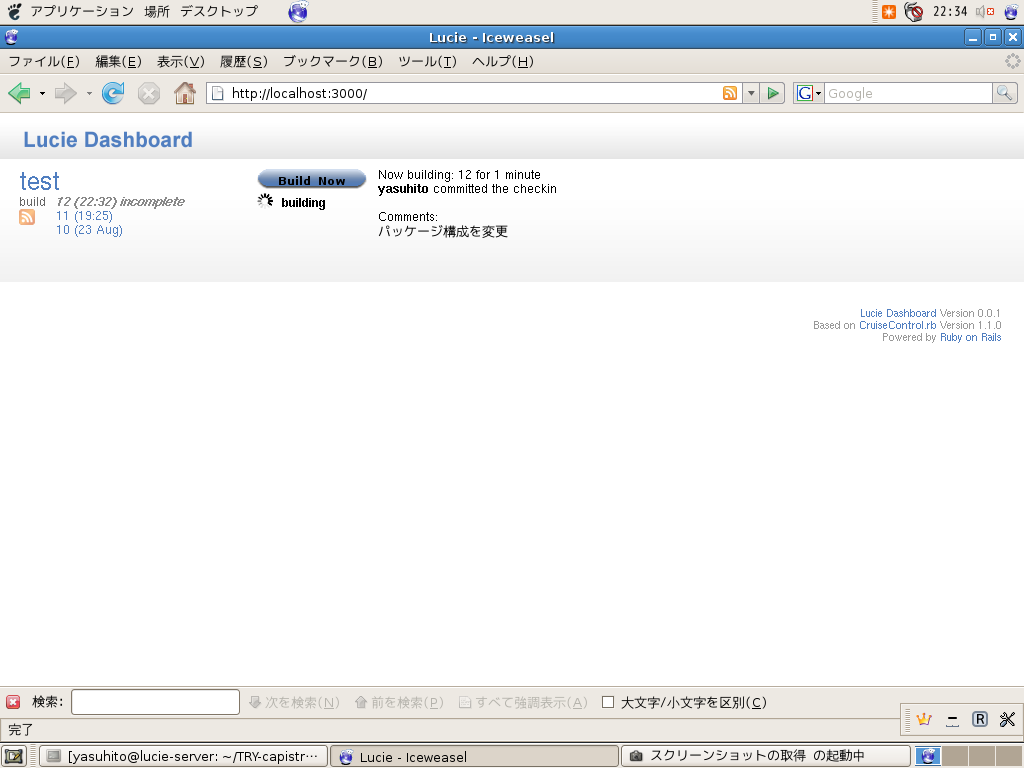 アプリケーション 場所 デスクトップ 22:34
Lucie - Iceweasel
ファイル(F) 編集(E) 表示(V) 履歴(S) ブックマーク(B) ツール(T) ヘルプ(H)
http://localhost:3000/ G Google
Lucie Dashboard
test
build 12 (22:32) incomplete
11 (19:25)
10 (23 Aug)
Build Now
building
Now building: 12 for 1 minute
yasuhito committed the checkin
Comments:
パッケージ構成を変更
Lucie Dashboard Version 0.0.1
Based on CruiseControl.rb Version 1.1.0
Powered by Ruby on Rails
検索: 次を検索(N) 前を検索(P) すべて強調表示(A) 大文字/小文字を区別(C)
完了
R
[yasuhito@lucie-server: ~/TRY-capistr… Lucie - Iceweasel スクリーンショットの取得 の起動中